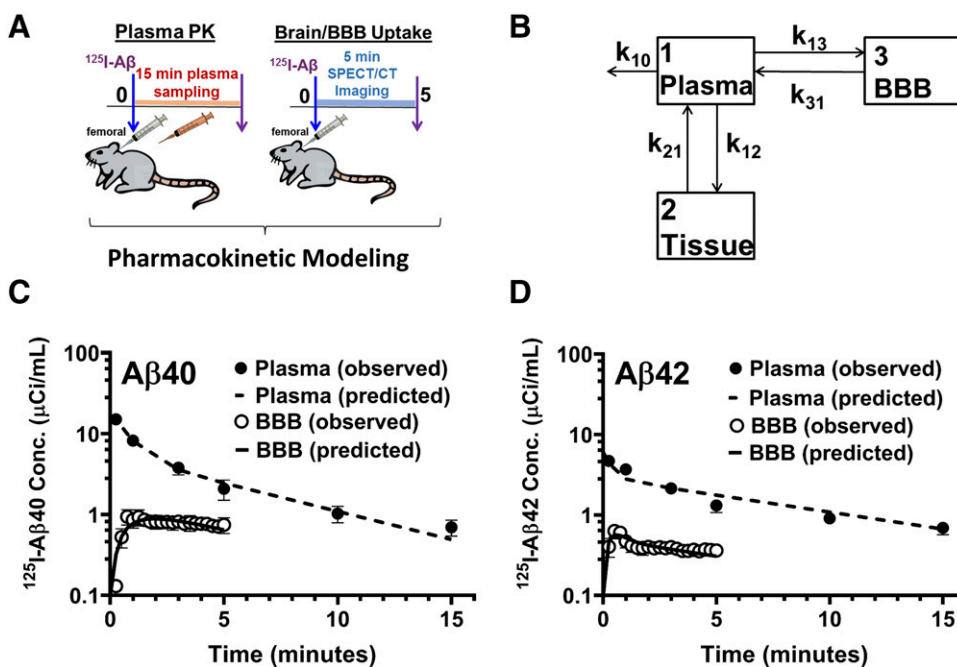 A
Plasma PK
Brain/BBB Uptake
¹²⁵I-Aβ
0
15 min plasma
sampling
femoral
¹²⁵I-Aβ
0
5 min
SPECT/CT
Imaging
5
femoral
Pharmacokinetic Modeling
B
k₁₀
1
Plasma
k₁₃
k₃₁
3
BBB
k₂₁
k₁₂
2
Tissue
C
Aβ40
Plasma (observed)
Plasma (predicted)
BBB (observed)
BBB (predicted)
¹²⁵I-Aβ40 Conc. (μCi/mL)
100
10
1
0.1
0 5 10 15
Time (minutes)
D
Aβ42
Plasma (observed)
Plasma (predicted)
BBB (observed)
BBB (predicted)
¹²⁵I-Aβ42 Conc. (μCi/mL)
100
10
1
0.1
0 5 10 15
Time (minutes)